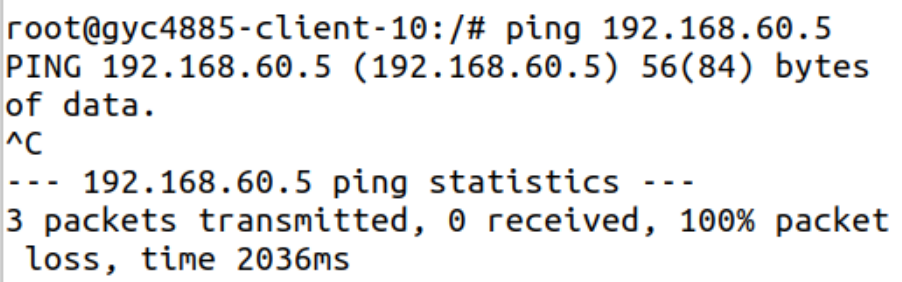 root@gyc4885-client-10:/# ping 192.168.60.5
PING 192.168.60.5 (192.168.60.5) 56(84) bytes
of data.
^C
--- 192.168.60.5 ping statistics ---
3 packets transmitted, 0 received, 100% packet
 loss, time 2036ms